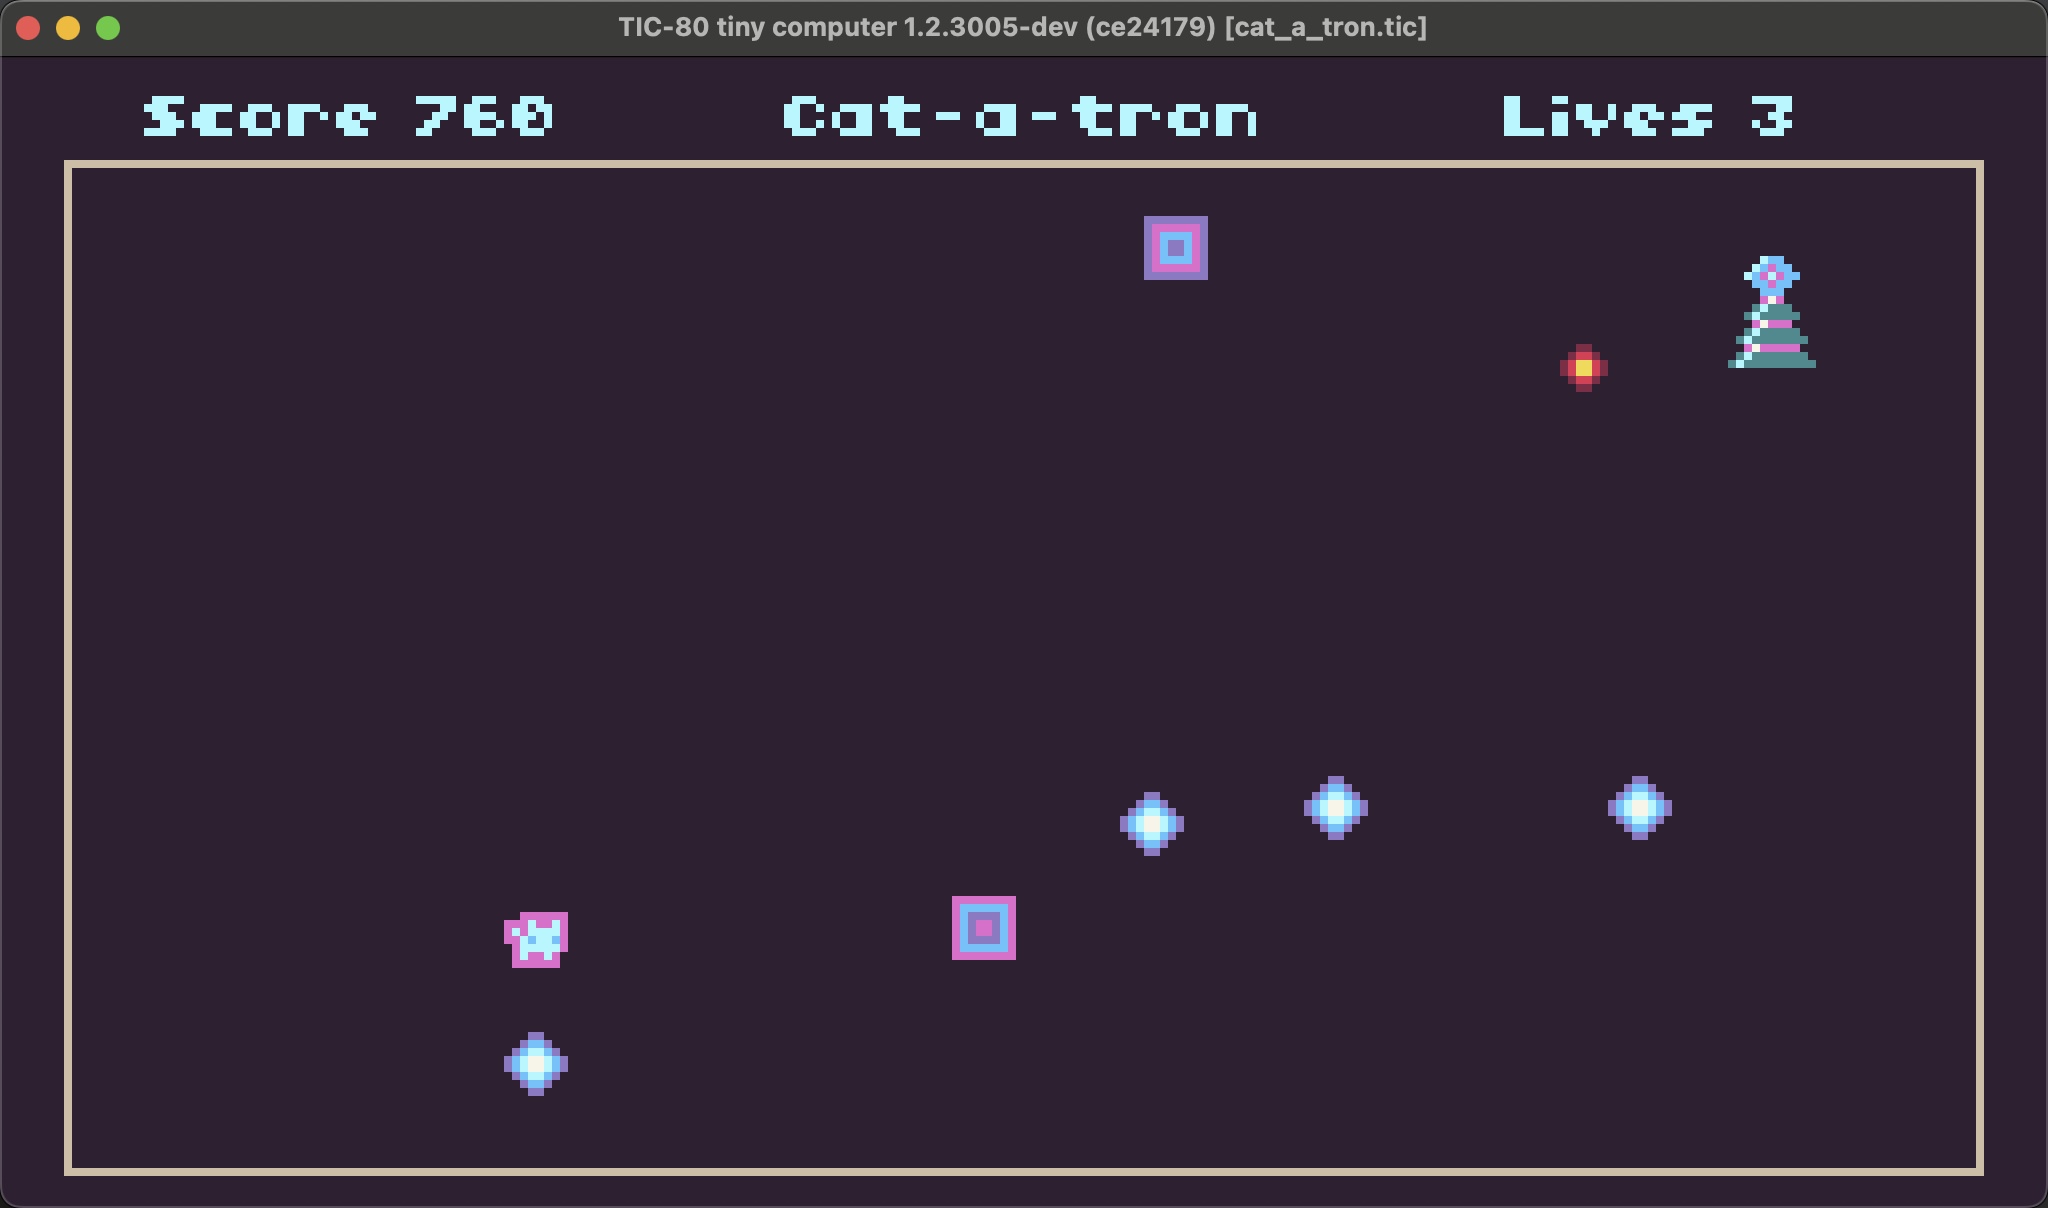 TIC-80 tiny computer 1.2.3005-dev (ce24179) [cat_a_tron.tic]
Score 760 Cat-a-tron Lives 3